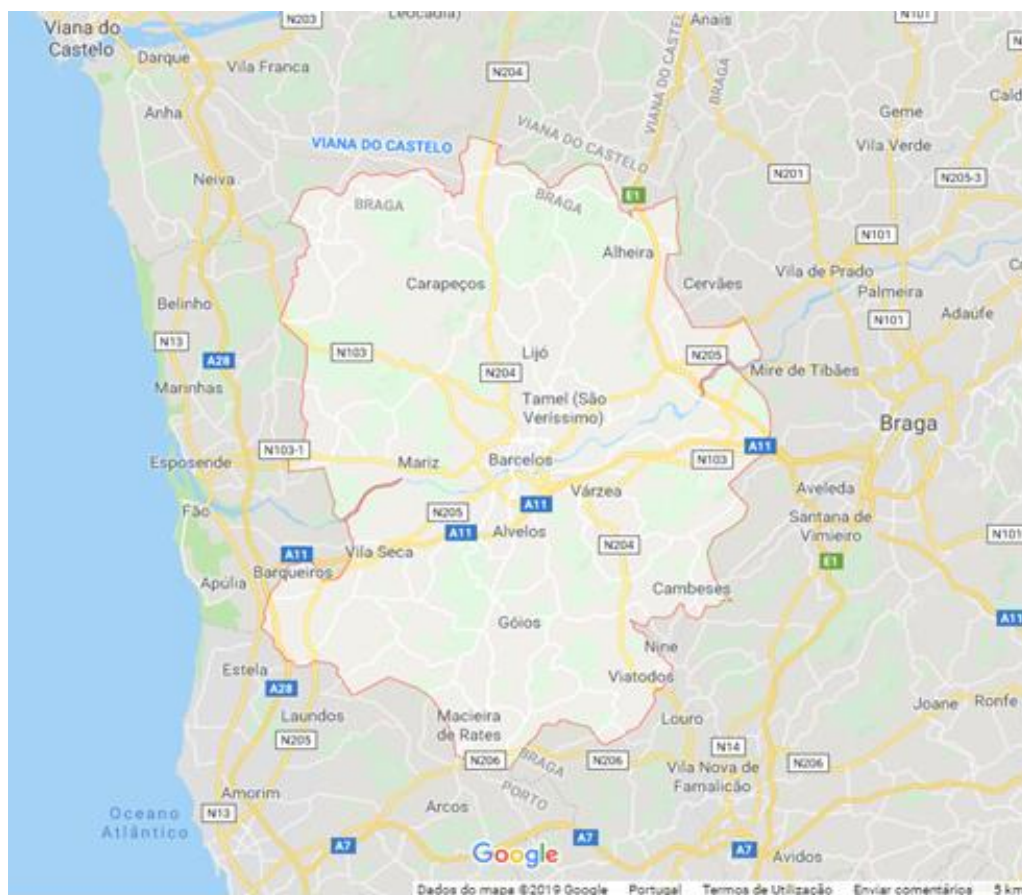 Leocádia)
N203
N101
Viana do
Castelo
Anais
Darque
Vila Franca
N204
VIANA DO CASTEL
BRAGA
Cald
Anha
Geme
VIANA DO CASTELO
VIANA DO CASTELO
Vila Verde
N201
N205-3
Neiva
BRAGA
BRAGA
E1
N101
Alheira
Vila de Prado
Carapeços
Cervães
Palmeira
Belinho
Adaúfe
N101
N13
A28
N103
Lijó
N205
N204
Mire de Tibães
Marinhas
Tamel (São
Veríssimo)
Braga
N103-1
A11
Esposende
Mariz
Barcelos
N103
Várzea
Aveleda
Fão
N205
A11
A11
Alvelos
Santana de
Vimieiro
N204
N101
A11
Vila Seca
E1
Barqueiros
Apúlia
Cambeses
A11
Góios
Nine
Estela
Viatodos
A28
Joane
Ronfe
Laundos
Macieira
de Rates
Louro
N205
N14
N206
BRAGA
N206
Vila Nova de
Famalicão
N206
Amorim
Arcos
PORTO
Oceano
Atlântico
N13
A7
Google
A7
A7
Avidos
Dados do mapa ©2019 Google Portugal Termos de Utilização Enviar comentários 5 km